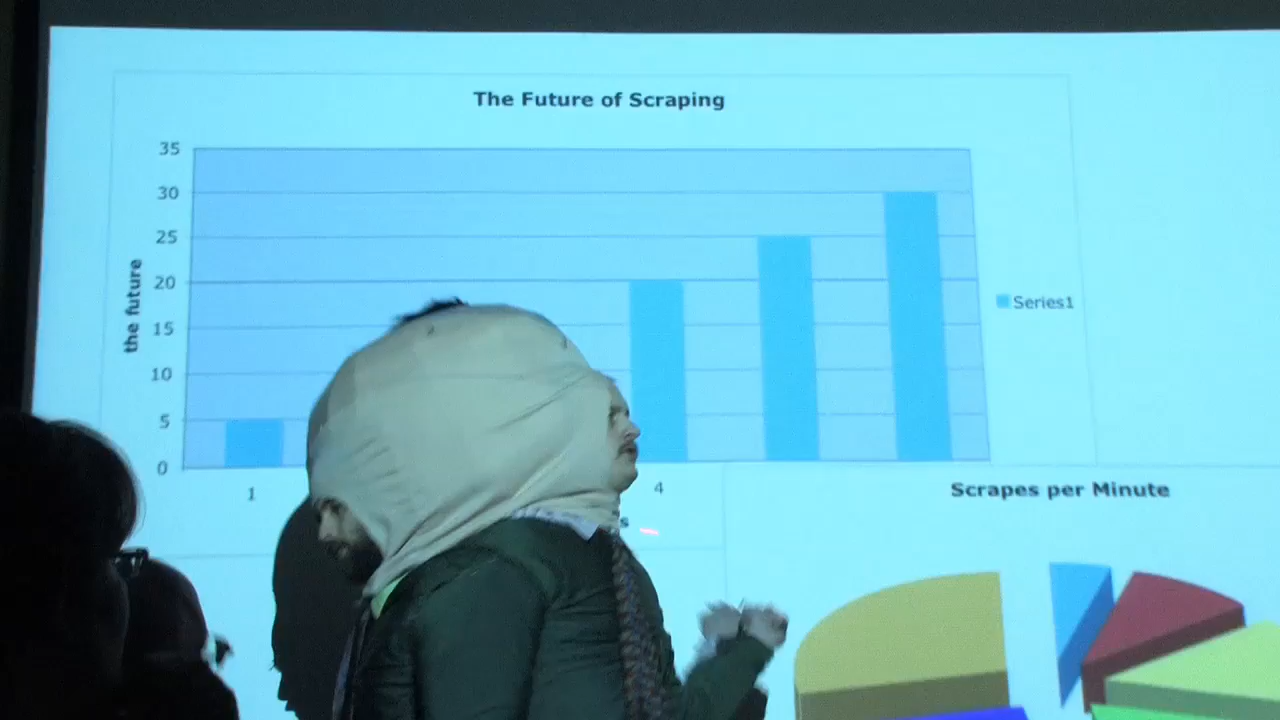 The Future of Scraping
35
30
25
20
15
10
5
0
the future
1
4
s
Series1
Scrapes per Minute